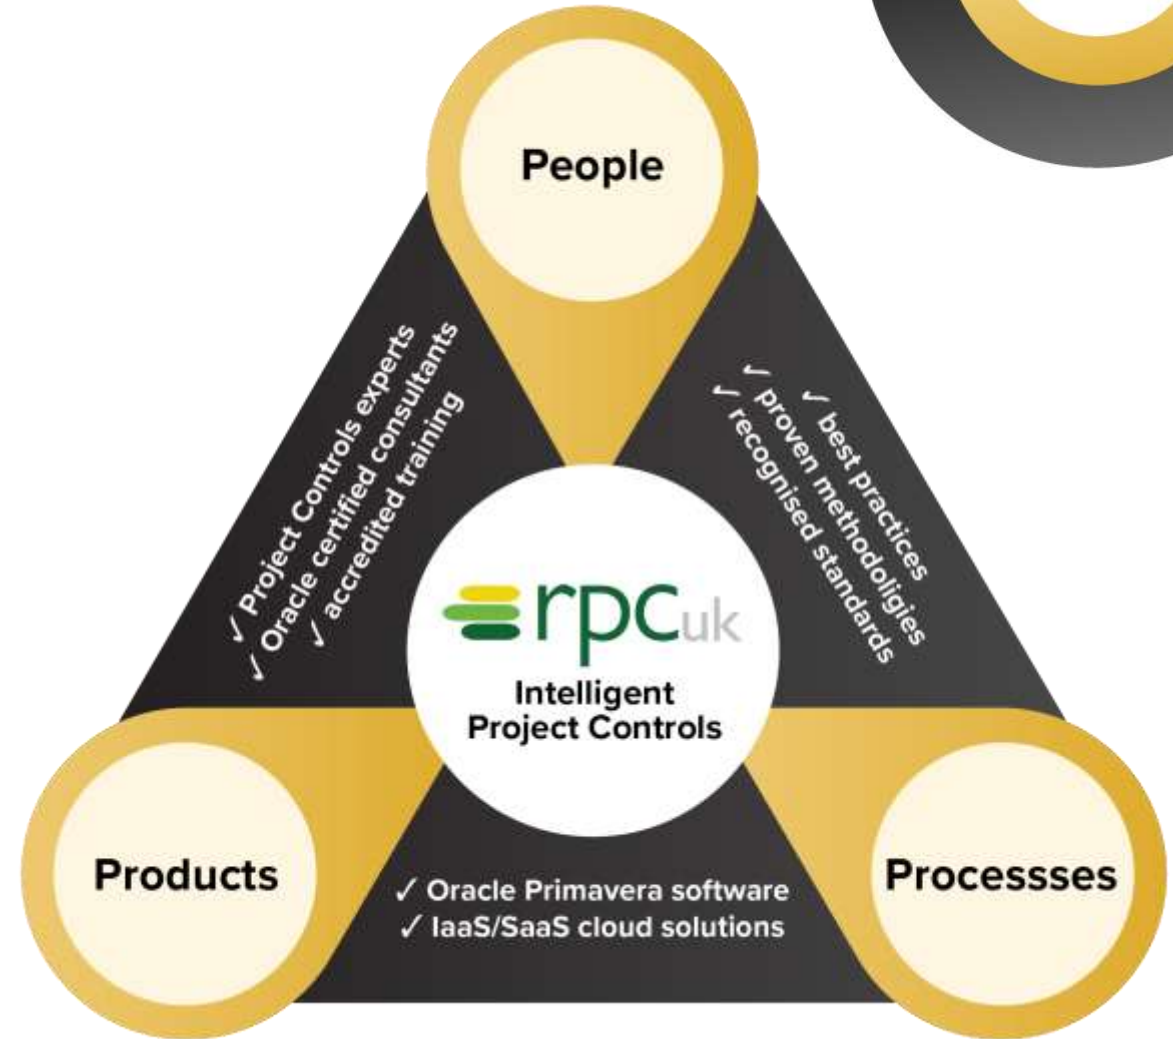 People
✓ Project Controls experts
✓ Oracle certified consultants
✓ accredited training
✓ best practices
✓ proven methodoligies
✓ recognised standards
rpcuk
Intelligent
Project Controls
Products
✓ Oracle Primavera software
✓ IaaS/SaaS cloud solutions
Processses